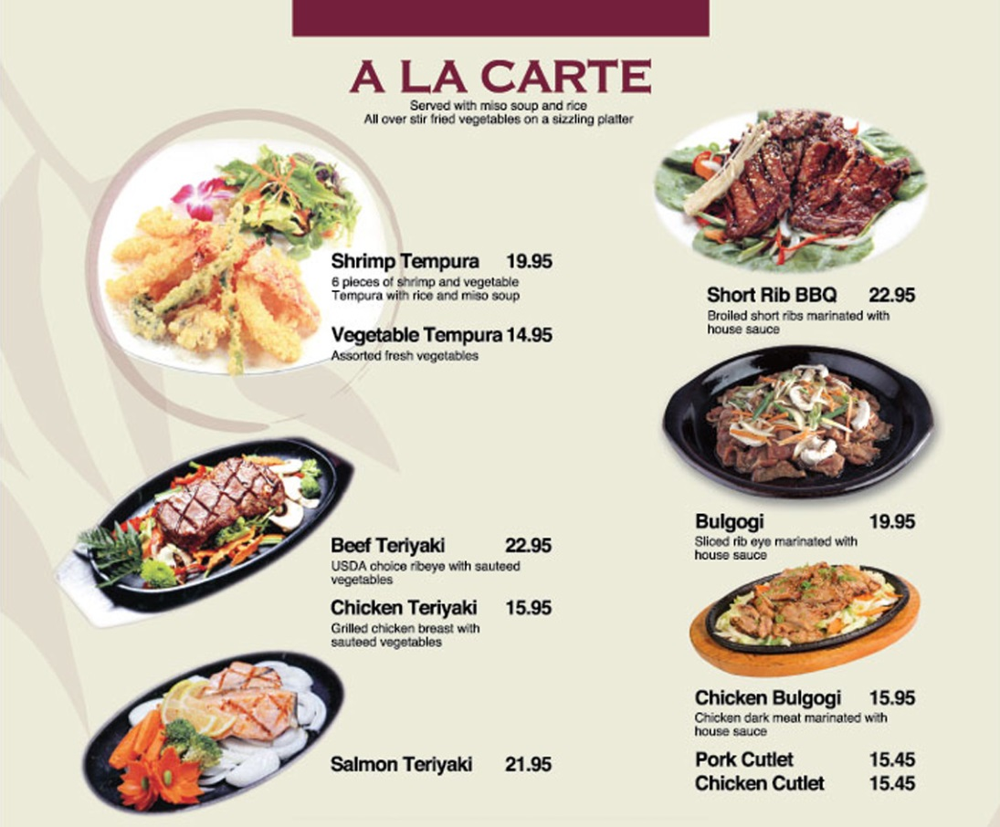 A LA CARTE
Served with miso soup and rice
All over stir fried vegetables on a sizzling platter
Shrimp Tempura 19.95
6 pieces of shrimp and vegetable
Tempura with rice and miso soup
Vegetable Tempura 14.95
Assorted fresh vegetables
Beef Teriyaki 22.95
USDA choice ribeye with sauteed
vegetables
Chicken Teriyaki 15.95
Grilled chicken breast with
sauteed vegetables
Salmon Teriyaki 21.95
Short Rib BBQ 22.95
Broiled short ribs marinated with
house sauce
Bulgogi 19.95
Sliced rib eye marinated with
house sauce
Chicken Bulgogi 15.95
Chicken dark meat marinated with
house sauce
Pork Cutlet 15.45
Chicken Cutlet 15.45